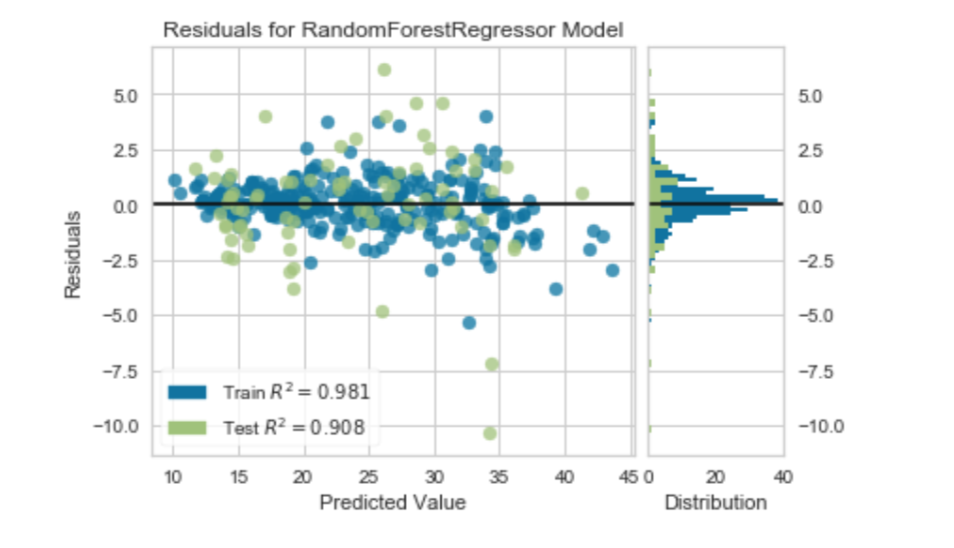 Residuals for RandomForestRegressor Model
5.0
2.5
0.0
−2.5
−5.0
−7.5
−10.0
Residuals
Train R² = 0.981
Test R² = 0.908
10 15 20 25 30 35 40 45
Predicted Value
5.0
2.5
0.0
−2.5
−5.0
−7.5
−10.0
0 20 40
Distribution